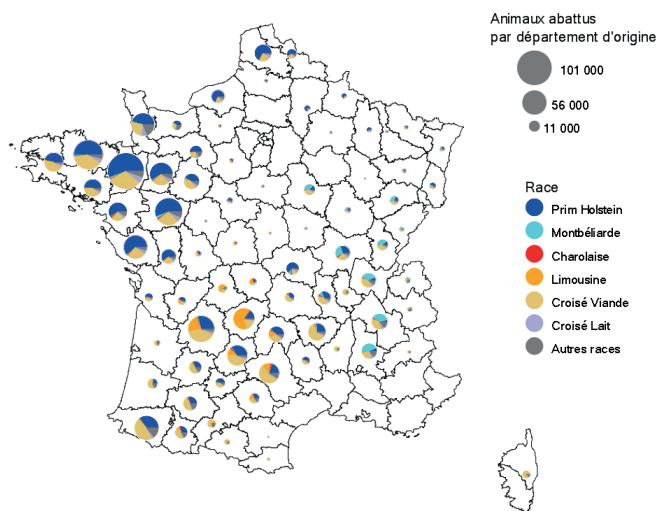 Animaux abattus
par département d'origine
101 000
56 000
11 000
Race
Prim Holstein
Montbéliarde
Charolaise
Limousine
Croisé Viande
Croisé Lait
Autres races